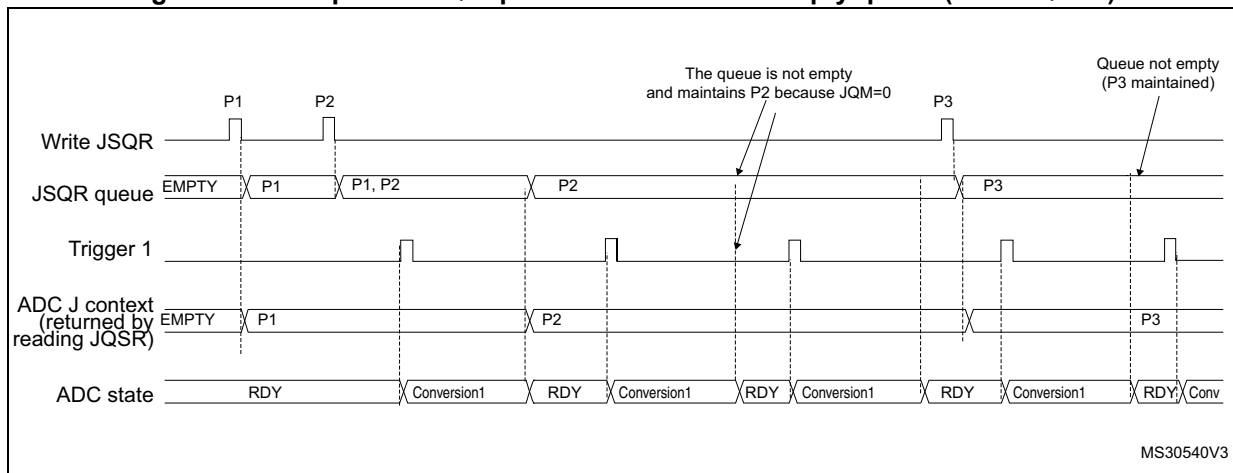 The queue is not empty
and maintains P2 because JQM=0
Queue not empty
(P3 maintained)
P1 P2 P3
Write JSQR
JSQR queue EMPTY P1 P1, P2 P2 P3
Trigger 1
ADC J context
(returned by
reading JQSR) EMPTY P1 P2 P3
ADC state RDY Conversion1 RDY Conversion1 RDY Conversion1 RDY Conversion1 RDY Conv
MS30540V3